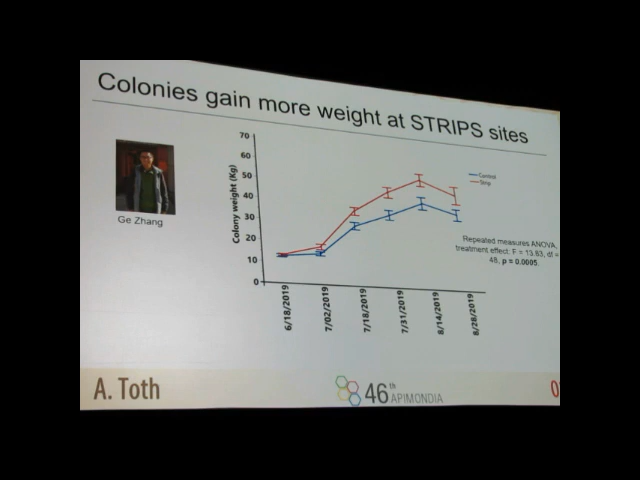 Colonies gain more weight at STRIPS sites
Ge Zhang
Colony weight (Kg)
70
60
50
40
30
20
10
0
6/18/2019
7/02/2019
7/18/2019
7/31/2019
8/14/2019
8/28/2019
Control
Strip
Repeated measures ANOVA,
treatment effect: F = 13.83, df =
48, p = 0.0005.
A. Toth
46th
APIMONDIA